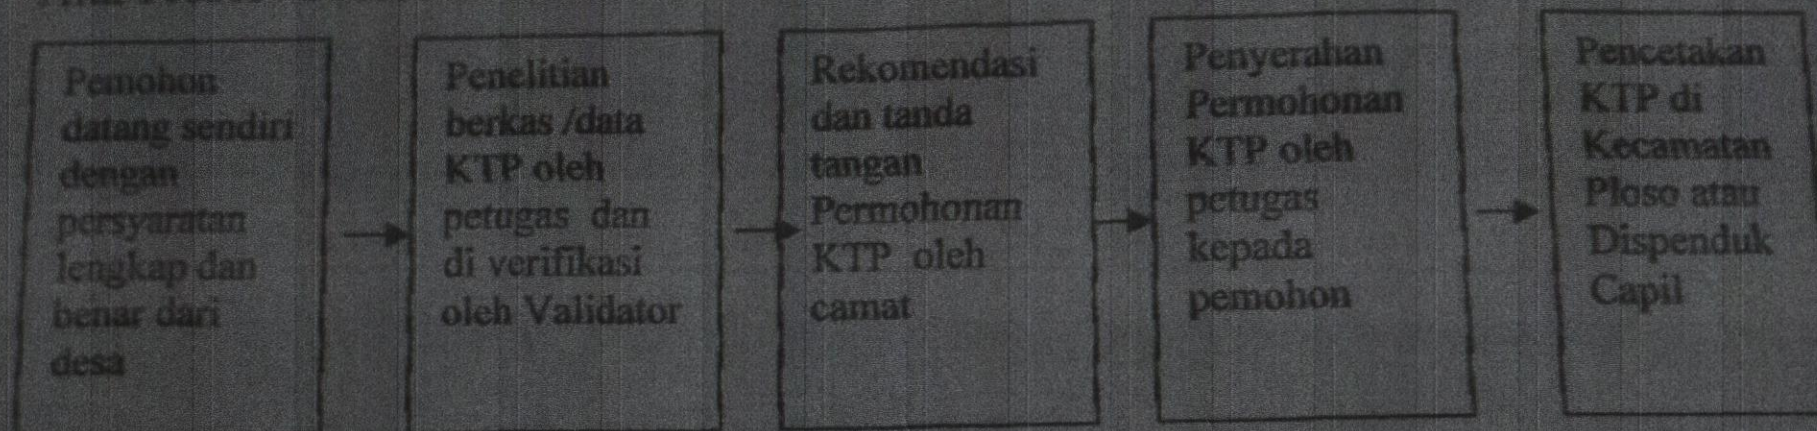 Pemohon
datang sendiri
dengan
persyaratan
lengkap dan
benar dari
desa
Penelitian
berkas /data
KTP oleh
petugas dan
di verifikasi
oleh Validator
Rekomendasi
dan tanda
tangan
Permohonan
KTP oleh
camat
Penyerahan
Permohonan
KTP oleh
petugas
kepada
pemohon
Pencetakan
KTP di
Kecamatan
Ploso atau
Dispenduk
Capil